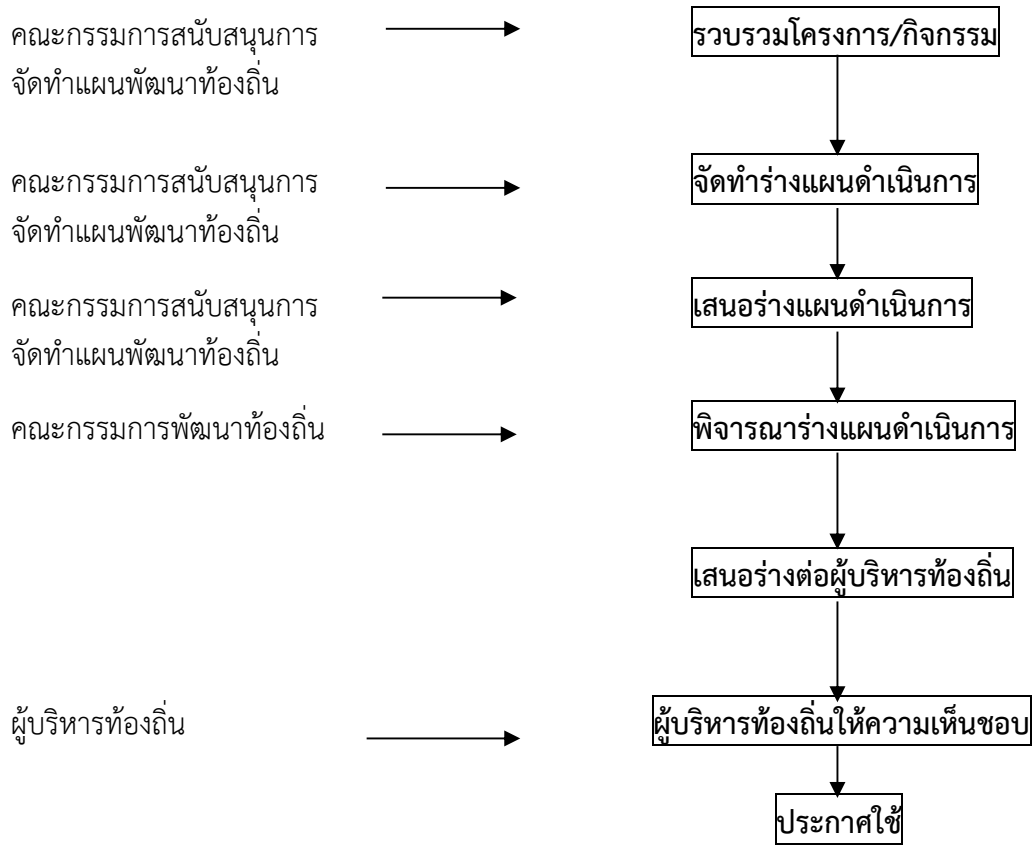 คณะกรรมการสนับสนุนการ
จัดทำแผนพัฒนาท้องถิ่น
รวบรวมโครงการ/กิจกรรม
คณะกรรมการสนับสนุนการ
จัดทำแผนพัฒนาท้องถิ่น
จัดทำร่างแผนดำเนินการ
คณะกรรมการสนับสนุนการ
จัดทำแผนพัฒนาท้องถิ่น
เสนอร่างแผนดำเนินการ
คณะกรรมการพัฒนาท้องถิ่น
พิจารณาร่างแผนดำเนินการ
เสนอร่างต่อผู้บริหารท้องถิ่น
ผู้บริหารท้องถิ่น
ผู้บริหารท้องถิ่นให้ความเห็นชอบ
ประกาศใช้